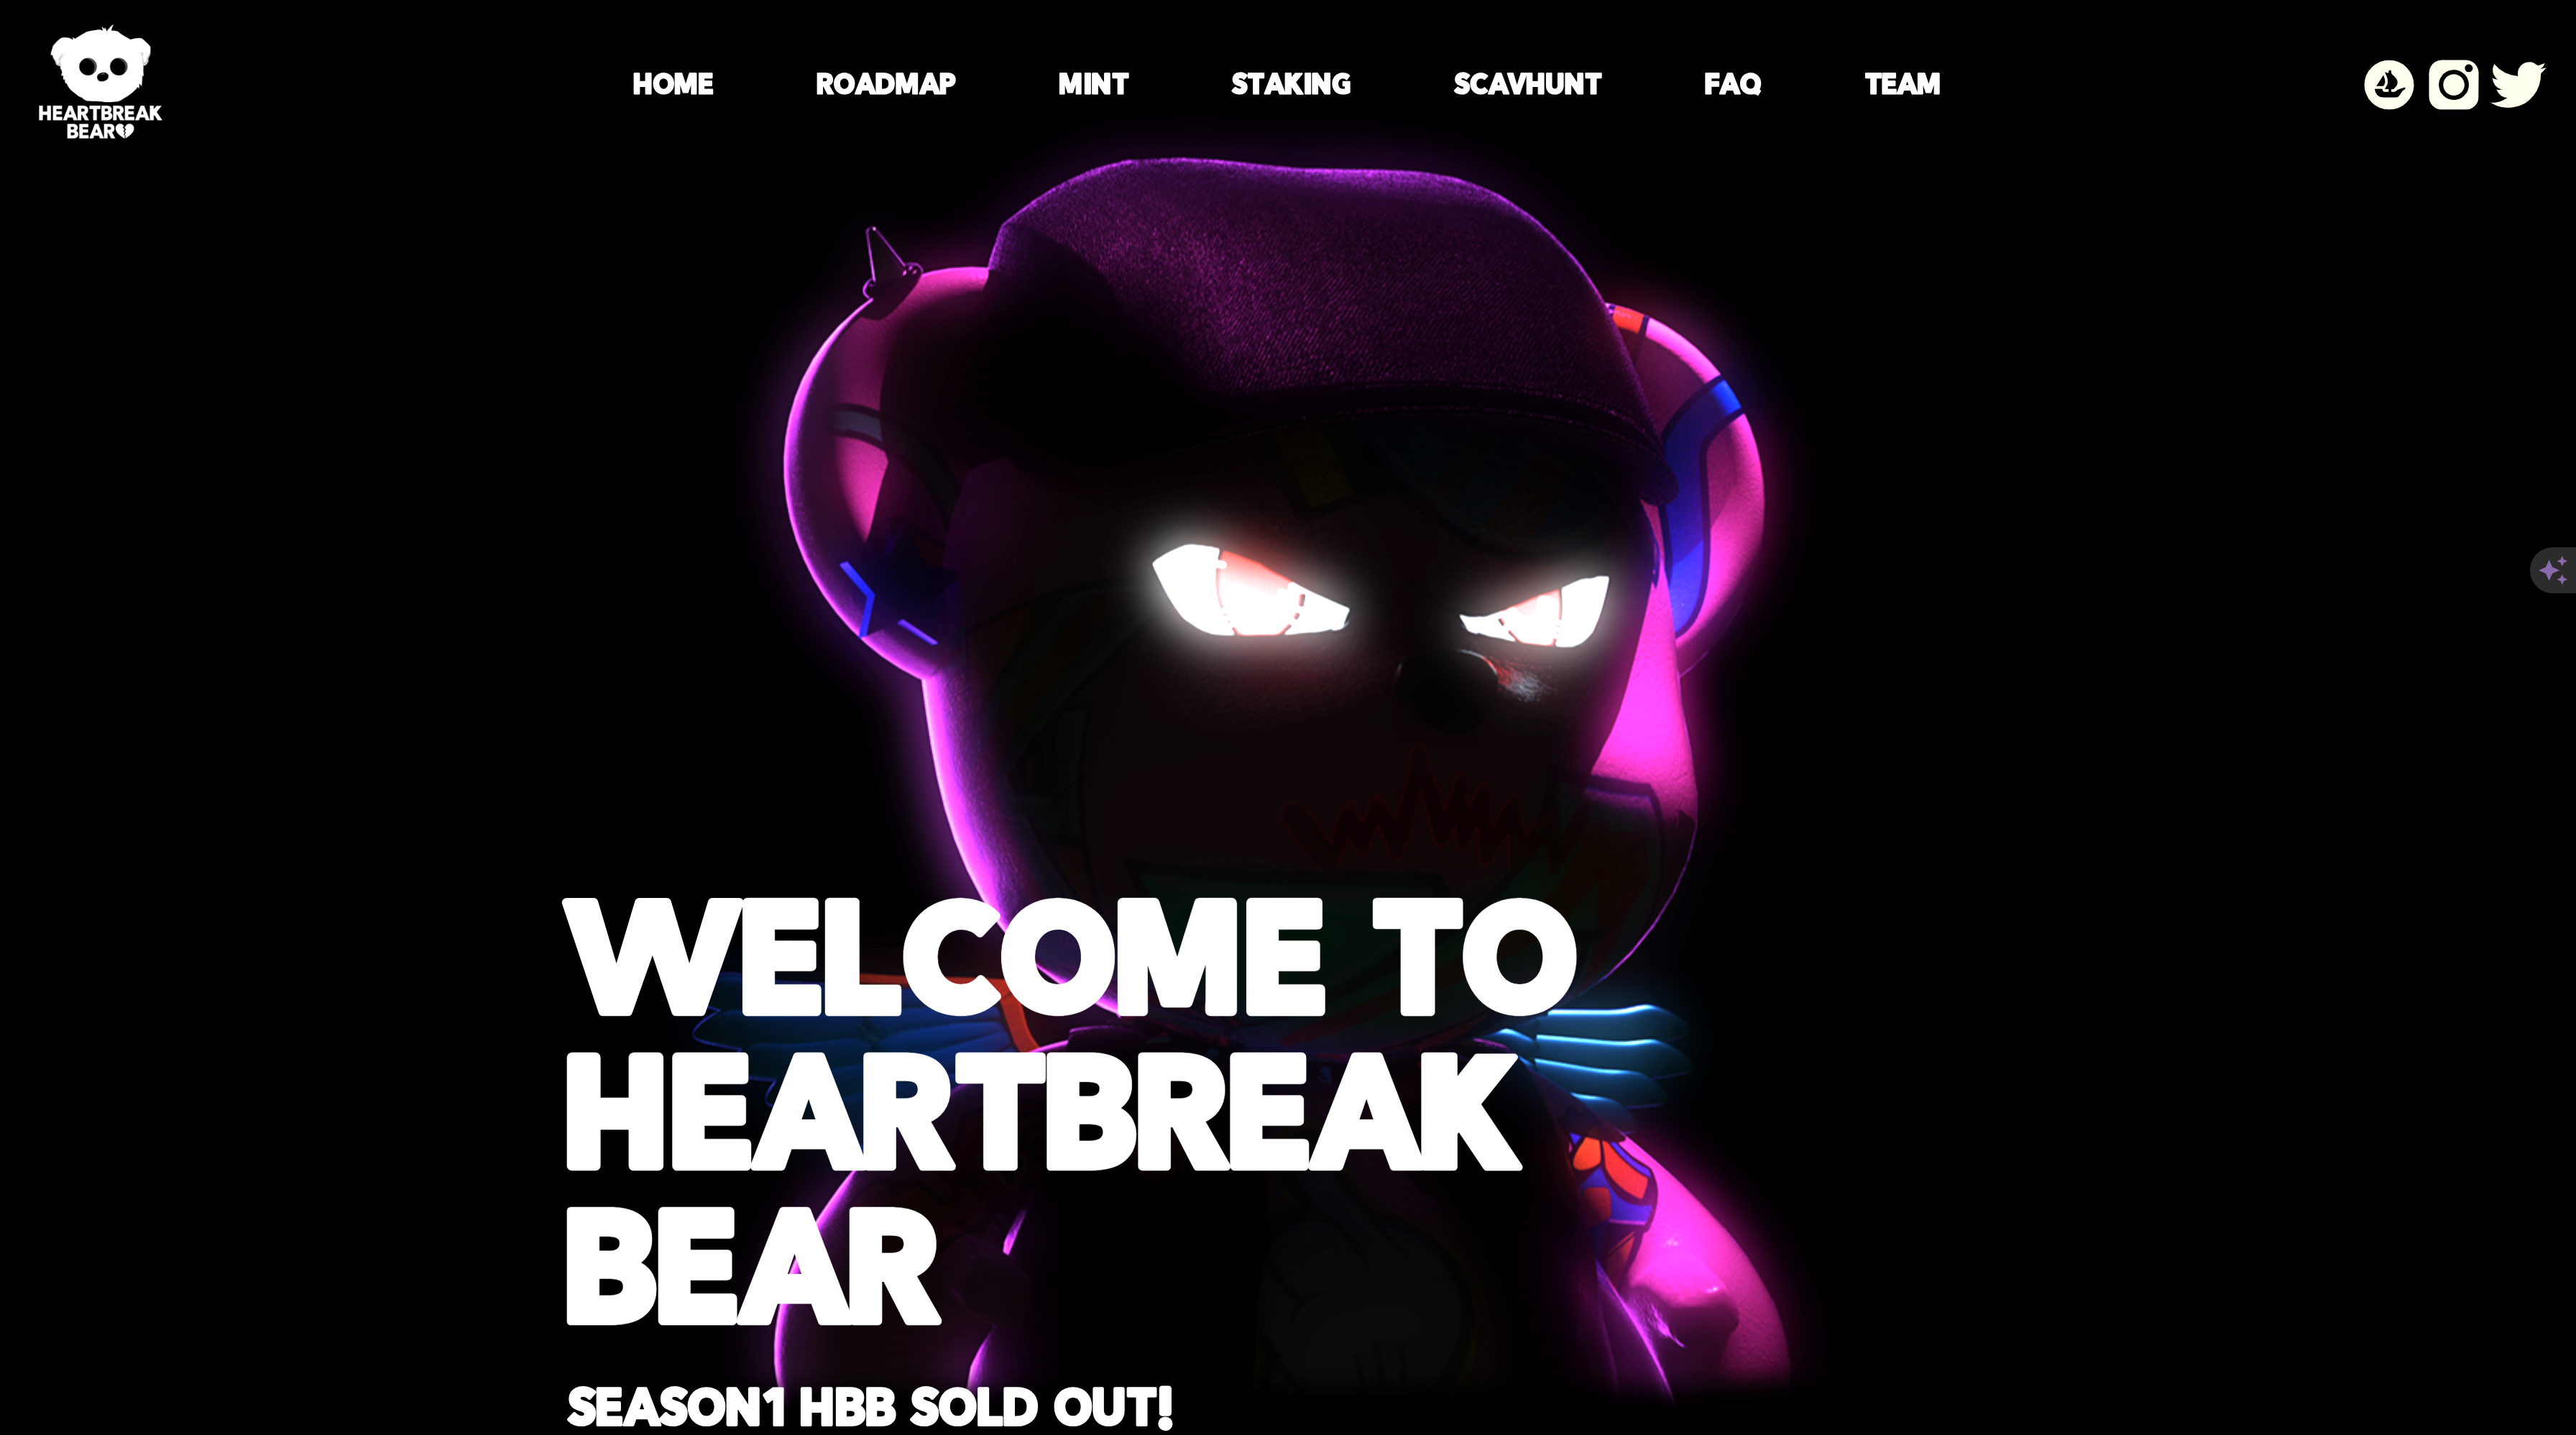 HEARTBREAK
BEAR
HOME ROADMAP MINT STAKING SCAVHUNT FAQ TEAM
WELCOME TO
HEARTBREAK
BEAR
SEASON1 HBB SOLD OUT!